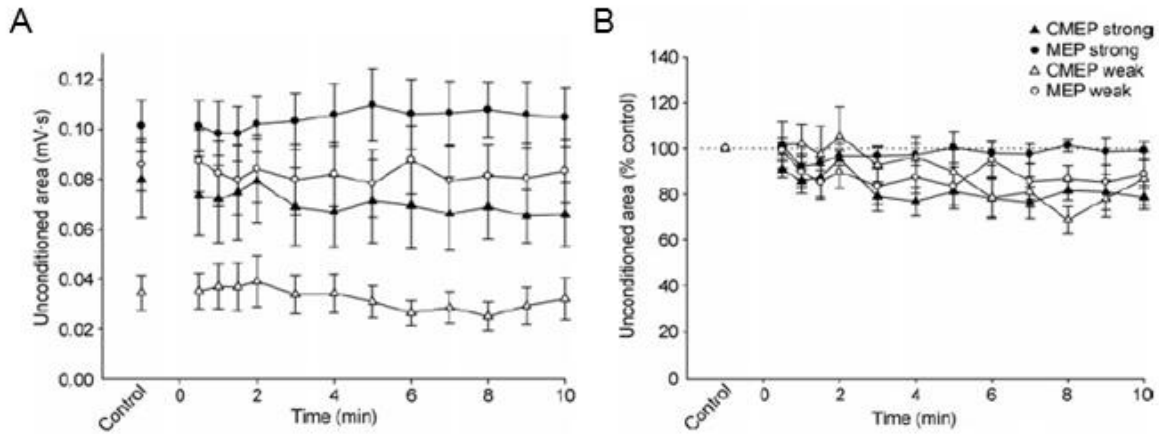 A
Unconditioned area (mV·s)
0.12
0.10
0.08
0.06
0.04
0.02
0.00
Control
0
2
4
6
8
10
Time (min)
B
CMEP strong
MEP strong
CMEP weak
MEP weak
Unconditioned area (% control)
140
120
100
80
60
40
20
0
Control
0
2
4
6
8
10
Time (min)